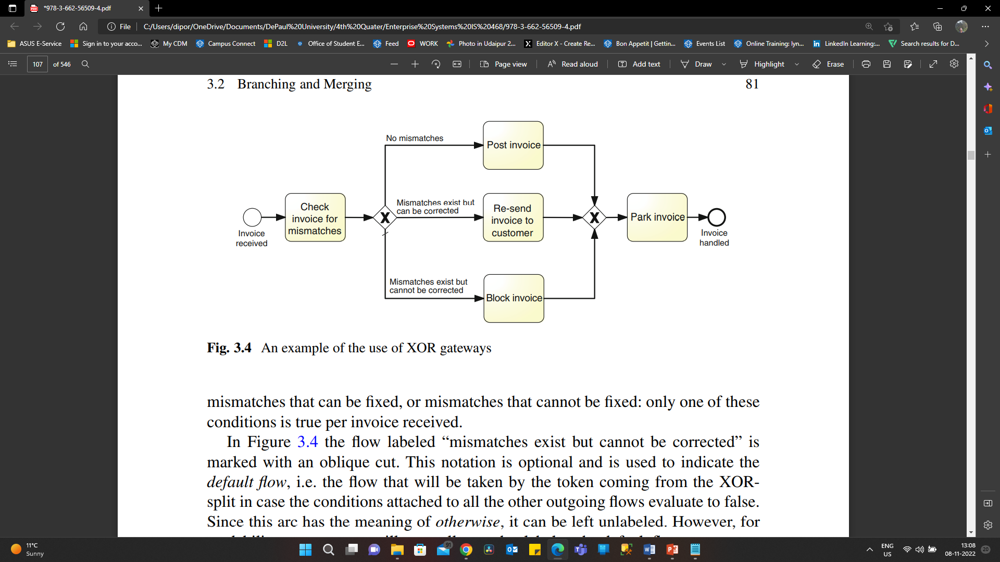 *978-3-662-56509-4.pdf
File
C:/Users/dipor/OneDrive/Documents/DePaul%20University/4th%20Quater/Enterprise%20Systems%20IS%20468/978-3-662-56509-4.pdf
ASUS E-Service
Sign in to your acco...
My CDM
Campus Connect
D2L
Office of Student E...
Feed
WORK
Photo in Udaipur 2...
Editor X - Create Re...
Bon Appetit | Gettin...
Events List
Online Training: lyn...
LinkedIn Learning:...
Search results for D...
107 of 546
Page view
Read aloud
Add text
Draw
Highlight
Erase
3.2 Branching and Merging 81
No mismatches
Post invoice
Check
invoice for
mismatches
Mismatches exist but
can be corrected
Re-send
invoice to
customer
Park invoice
Invoice
received
Invoice
handled
Mismatches exist but
cannot be corrected
Block invoice
Fig. 3.4 An example of the use of XOR gateways
mismatches that can be fixed, or mismatches that cannot be fixed: only one of these
conditions is true per invoice received.
In Figure 3.4 the flow labeled “mismatches exist but cannot be corrected” is
marked with an oblique cut. This notation is optional and is used to indicate the
default flow, i.e. the flow that will be taken by the token coming from the XOR-
split in case the conditions attached to all the other outgoing flows evaluate to false.
Since this arc has the meaning of otherwise, it can be left unlabeled. However, for
11°C
Sunny
91
ENG
US
13:08
08-11-2022
20